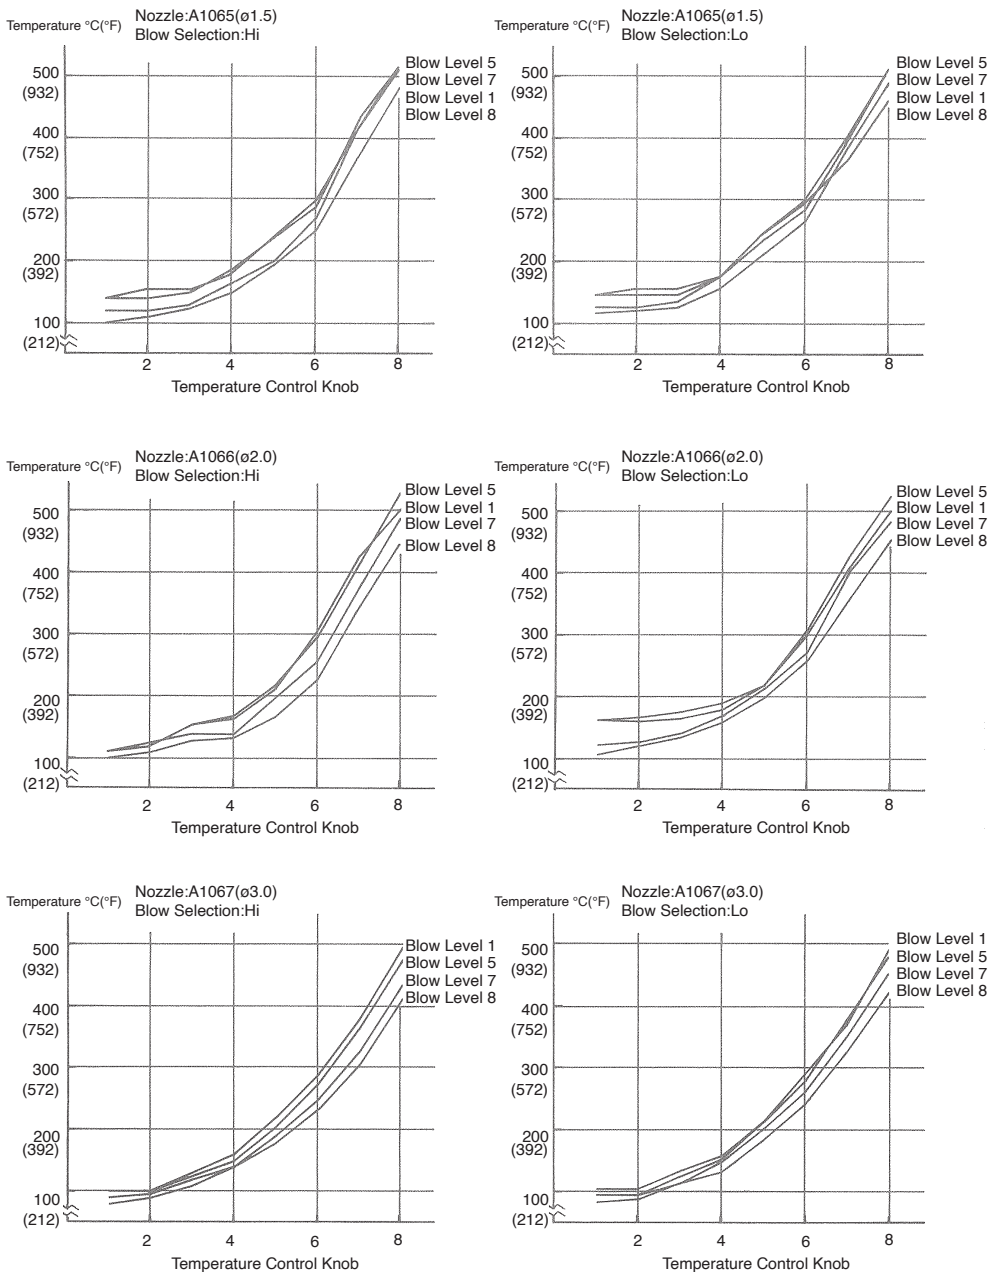 Temperature °C(°F)
Nozzle:A1065(ø1.5)
Blow Selection:Hi
500
(932)
400
(752)
300
(572)
200
(392)
100
(212)
2 4 6 8
Temperature Control Knob
Blow Level 5
Blow Level 7
Blow Level 1
Blow Level 8
Temperature °C(°F)
Nozzle:A1065(ø1.5)
Blow Selection:Lo
500
(932)
400
(752)
300
(572)
200
(392)
100
(212)
2 4 6 8
Temperature Control Knob
Blow Level 5
Blow Level 7
Blow Level 1
Blow Level 8
Temperature °C(°F)
Nozzle:A1066(ø2.0)
Blow Selection:Hi
500
(932)
400
(752)
300
(572)
200
(392)
100
(212)
2 4 6 8
Temperature Control Knob
Blow Level 5
Blow Level 1
Blow Level 7
Blow Level 8
Temperature °C(°F)
Nozzle:A1066(ø2.0)
Blow Selection:Lo
500
(932)
400
(752)
300
(572)
200
(392)
100
(212)
2 4 6 8
Temperature Control Knob
Blow Level 5
Blow Level 1
Blow Level 7
Blow Level 8
Temperature °C(°F)
Nozzle:A1067(ø3.0)
Blow Selection:Hi
500
(932)
400
(752)
300
(572)
200
(392)
100
(212)
2 4 6 8
Temperature Control Knob
Blow Level 1
Blow Level 5
Blow Level 7
Blow Level 8
Temperature °C(°F)
Nozzle:A1067(ø3.0)
Blow Selection:Lo
500
(932)
400
(752)
300
(572)
200
(392)
100
(212)
2 4 6 8
Temperature Control Knob
Blow Level 1
Blow Level 5
Blow Level 7
Blow Level 8